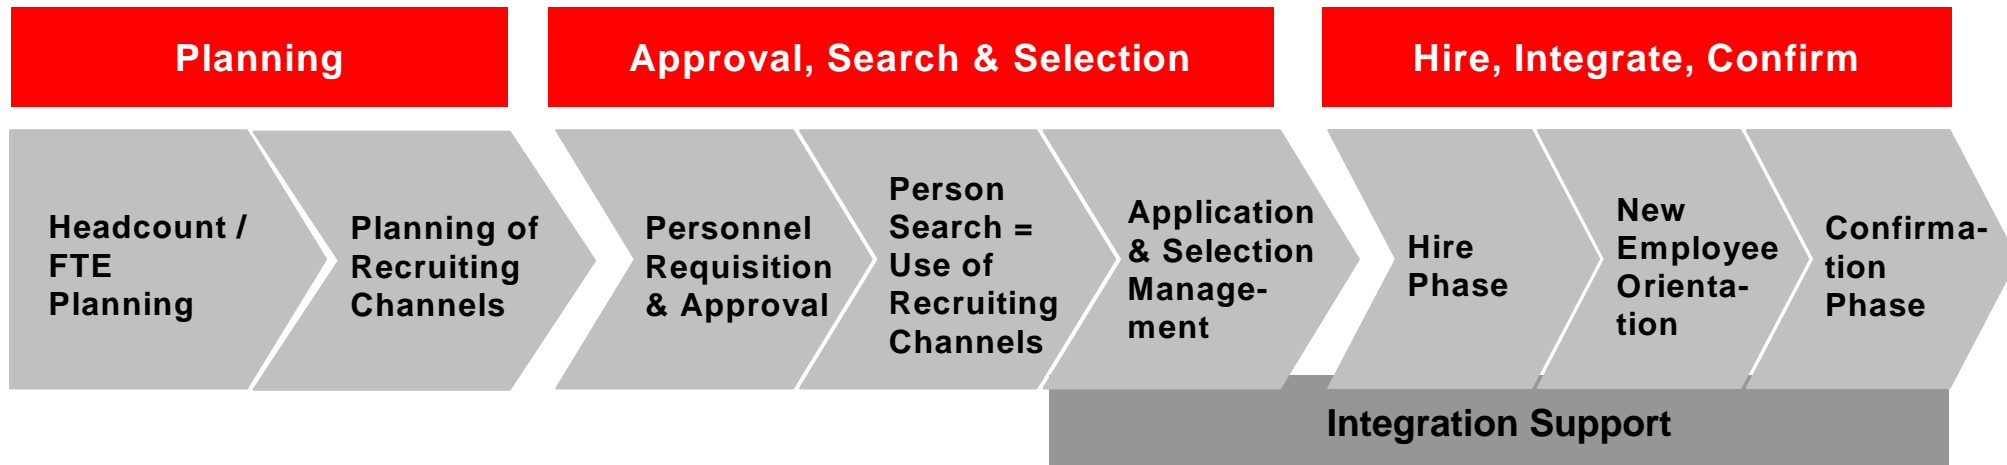 Planning
Approval, Search & Selection
Hire, Integrate, Confirm
Headcount /
FTE
Planning
Planning of
Recruiting
Channels
Personnel
Requisition
& Approval
Person
Search =
Use of
Recruiting
Channels
Application
& Selection
Manage-
ment
Hire
Phase
New
Employee
Orienta-
tion
Confirma-
tion
Phase
Integration Support